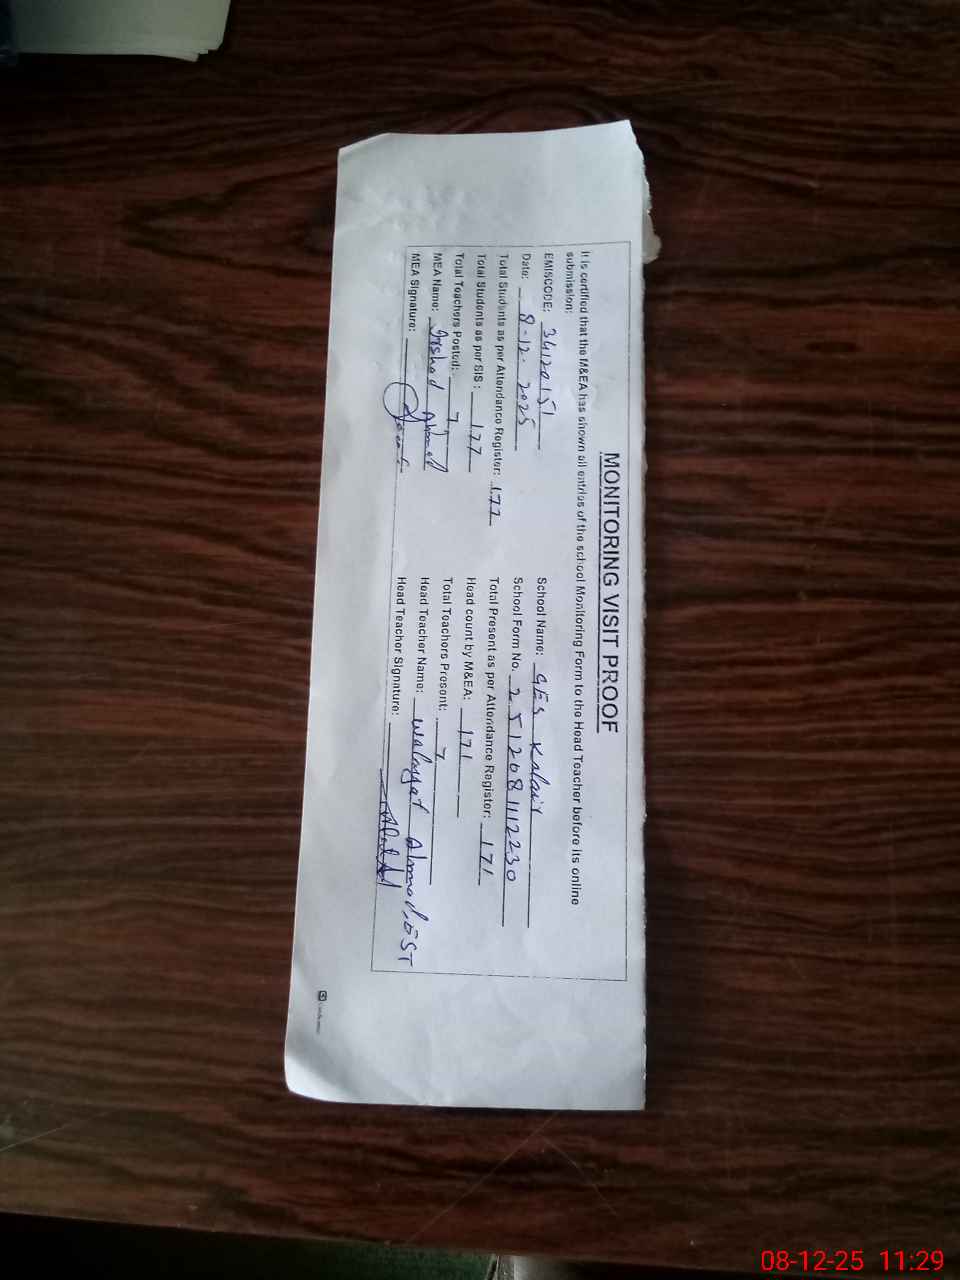 MONITORING VISIT PROOF
It is certified that the M&EA has shown all entries of the school Monitoring Form to the Head Teacher before its online
submission:
EMISCODE: 34120151 School Name: GES Kalair
Date: 8-12-2025 School Form No. 251208112230
Total Students as per Attendance Register: 177 Total Present as per Attendance Register: 171
Total Students as per SIS: 177 Head count by M&EA: 171
Total Teachers Posted: 7 Total Teachers Present: 7
MEA Name: Irshad Ahmed Head Teacher Name: Walayat Ahmad, EST
MEA Signature: Head Teacher Signature:
08-12-25 11:29